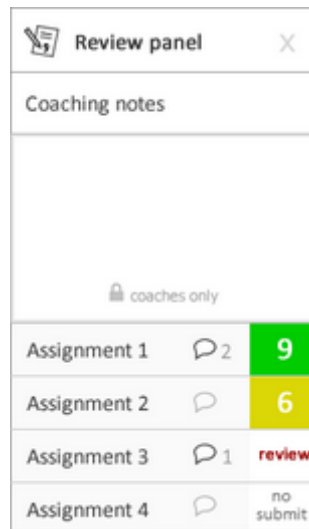 Review panel X
Coaching notes
coaches only
Assignment 1 2 9
Assignment 2 6
Assignment 3 1 review
Assignment 4 no submit